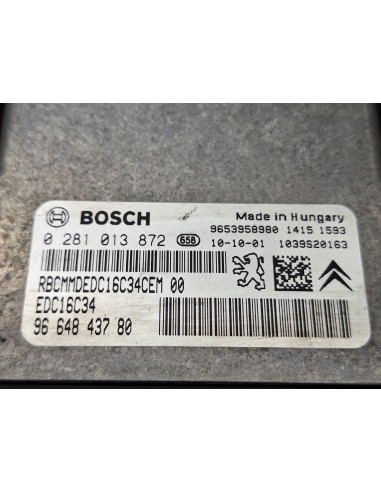 BOSCH
Made in Hungary
9653958980 1415 1593
0 281 013 872 65B 10-10-01 1039S20163
RBCMMDEDC16C34CEM 00
EDC16C34
96 648 437 80